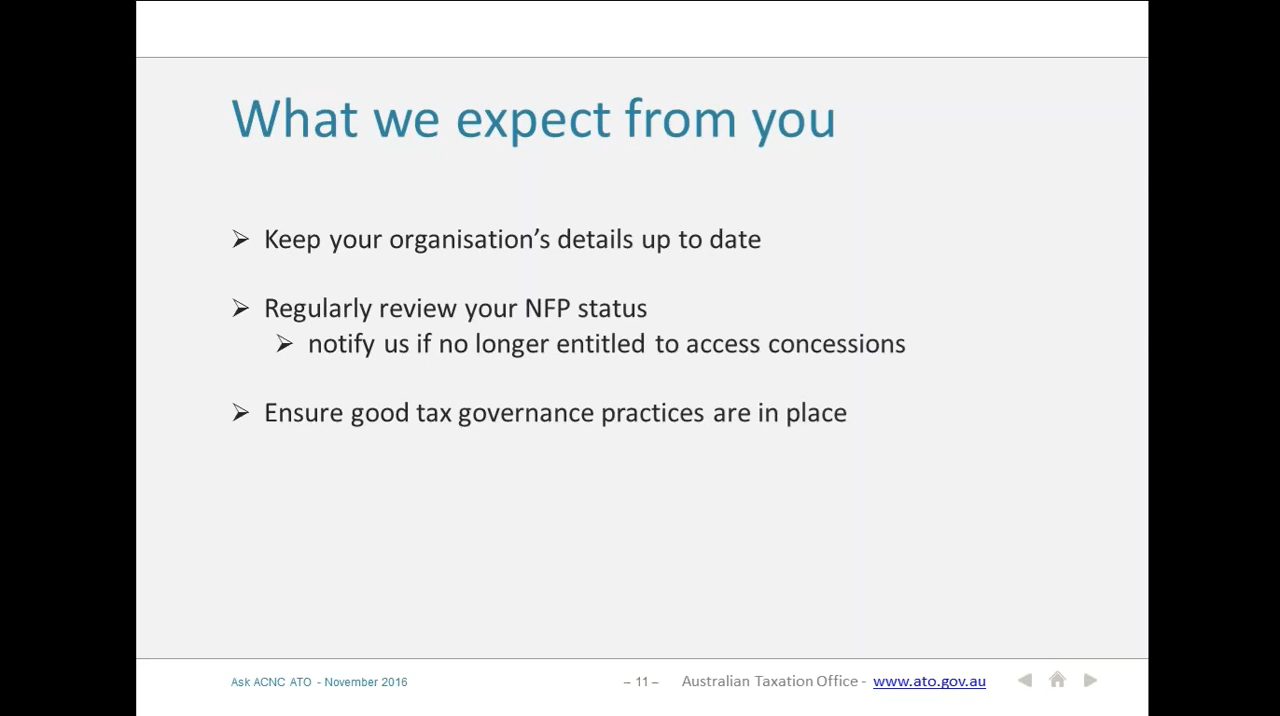 What we expect from you
➢ Keep your organisation’s details up to date
➢ Regularly review your NFP status
➢ notify us if no longer entitled to access concessions
➢ Ensure good tax governance practices are in place
Ask ACNC ATO - November 2016
– 11 –
Australian Taxation Office - www.ato.gov.au